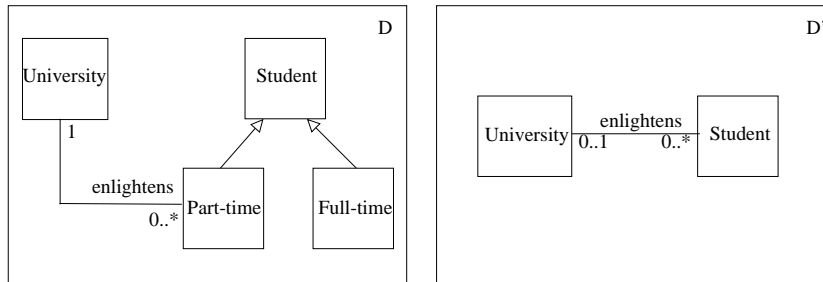 D
University
Student
1
enlightens
0..*
Part-time
Full-time
D'
University
enlightens
0..1
0..*
Student